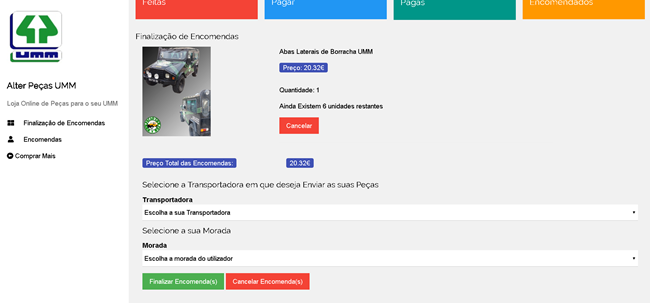 Feitas
Pagar
Pagas
Encomendados
UMM
Alter Peças UMM
Loja Online de Peças para o seu UMM
Finalização de Encomendas
Encomendas
Comprar Mais
Finalização de Encomendas
Abas Laterais de Borracha UMM
Preço: 20.32€
Quantidade: 1
Ainda Existem 6 unidades restantes
Cancelar
Preço Total das Encomendas:
20.32€
Selecione a Transportadora em que deseja Enviar as suas Peças
Transportadora
Escolha a sua Transportadora
Selecione a sua Morada
Morada
Escolha a morada do utilizador
Finalizar Encomenda(s)
Cancelar Encomenda(s)